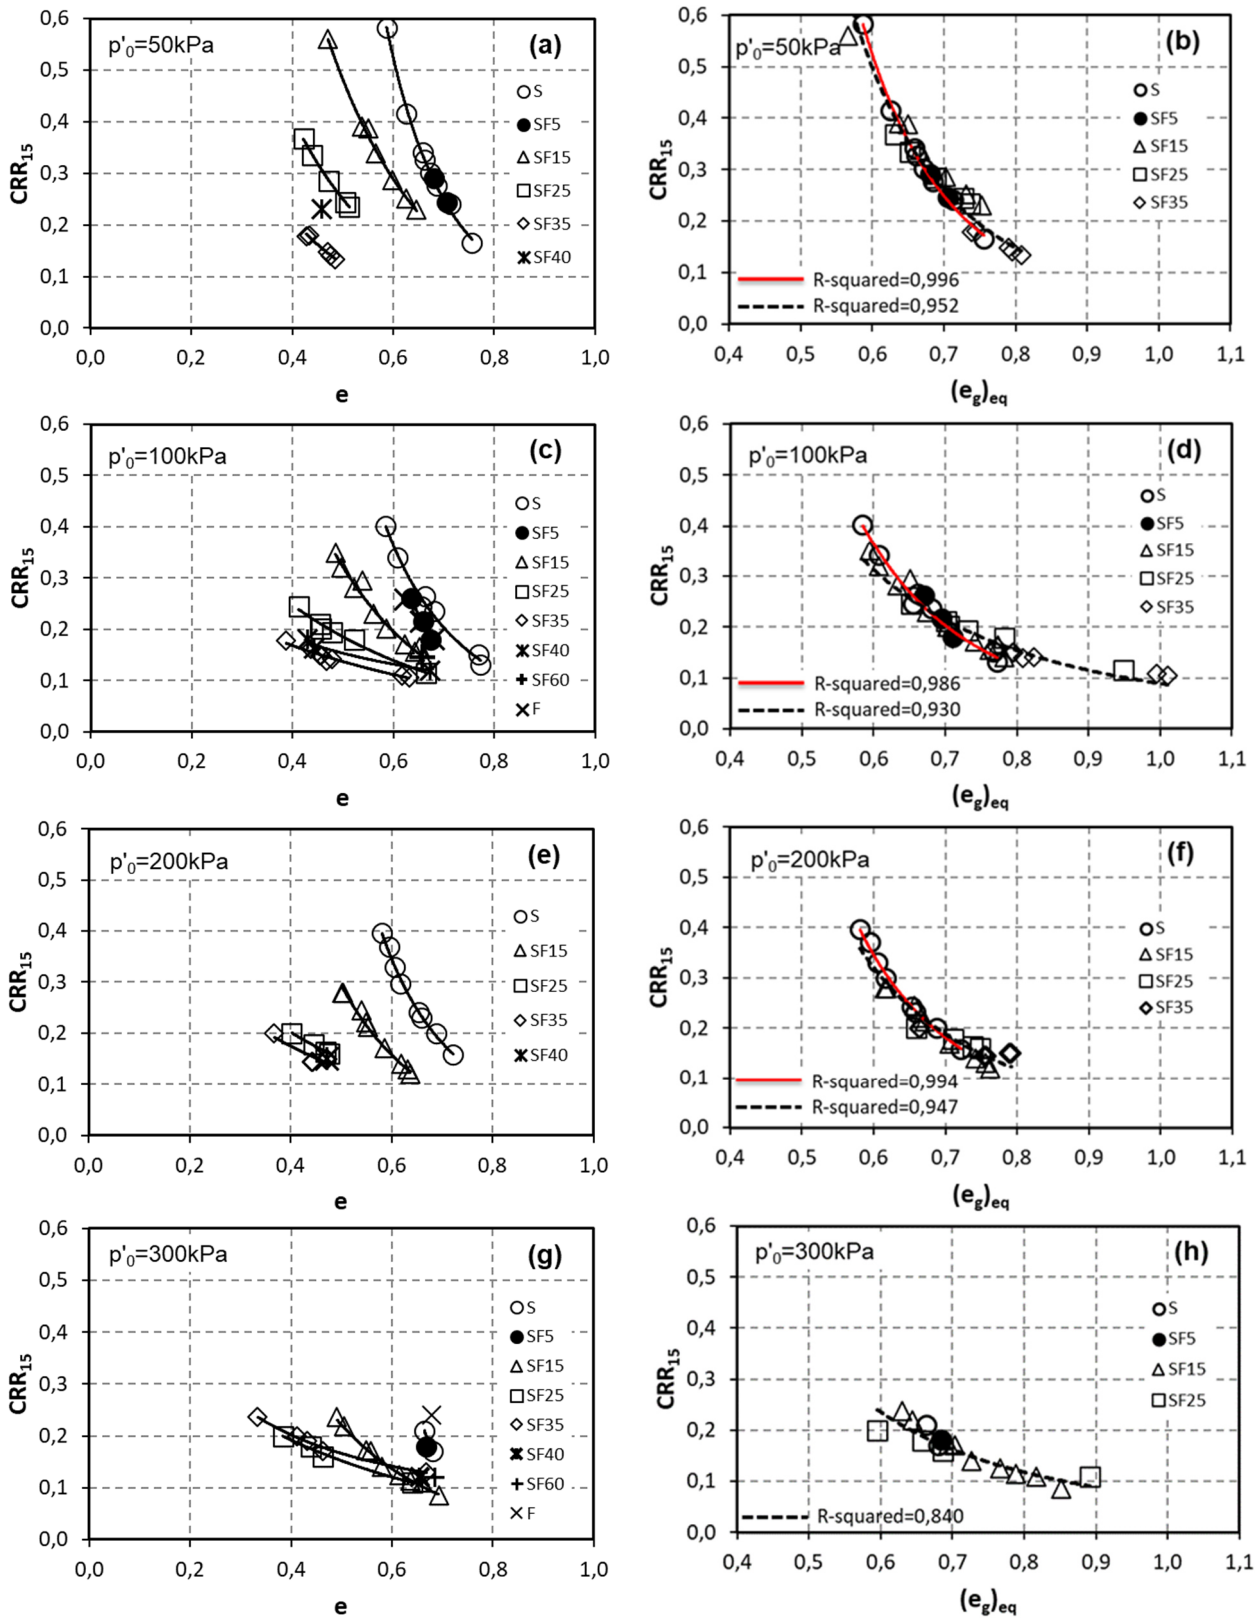 p'0=50kPa
(a)
0,6
0,5
0,4
0,3
0,2
0,1
0,0
CRR15
S
SF5
SF15
SF25
SF35
SF40
0,0 0,2 0,4 0,6 0,8 1,0
e
p'0=50kPa
(b)
0,6
0,5
0,4
0,3
0,2
0,1
0,0
CRR15
S
SF5
SF15
SF25
SF35
R-squared=0,996
R-squared=0,952
0,4 0,5 0,6 0,7 0,8 0,9 1,0 1,1
(eg)eq
p'0=100kPa
(c)
0,6
0,5
0,4
0,3
0,2
0,1
0,0
CRR15
S
SF5
SF15
SF25
SF35
SF40
SF60
F
0,0 0,2 0,4 0,6 0,8 1,0
e
p'0=100kPa
(d)
0,6
0,5
0,4
0,3
0,2
0,1
0,0
CRR15
S
SF5
SF15
SF25
SF35
R-squared=0,986
R-squared=0,930
0,4 0,5 0,6 0,7 0,8 0,9 1,0 1,1
(eg)eq
p'0=200kPa
(e)
0,6
0,5
0,4
0,3
0,2
0,1
0,0
CRR15
S
SF15
SF25
SF35
SF40
0,0 0,2 0,4 0,6 0,8 1,0
e
p'0=200kPa
(f)
0,6
0,5
0,4
0,3
0,2
0,1
0,0
CRR15
S
SF15
SF25
SF35
R-squared=0,994
R-squared=0,947
0,4 0,5 0,6 0,7 0,8 0,9 1,0 1,1
(eg)eq
p'0=300kPa
(g)
0,6
0,5
0,4
0,3
0,2
0,1
0,0
CRR15
S
SF5
SF15
SF25
SF35
SF40
SF60
F
0,0 0,2 0,4 0,6 0,8 1,0
e
p'0=300kPa
(h)
0,6
0,5
0,4
0,3
0,2
0,1
0,0
CRR15
S
SF5
SF15
SF25
R-squared=0,840
0,4 0,5 0,6 0,7 0,8 0,9 1,0 1,1
(eg)eq